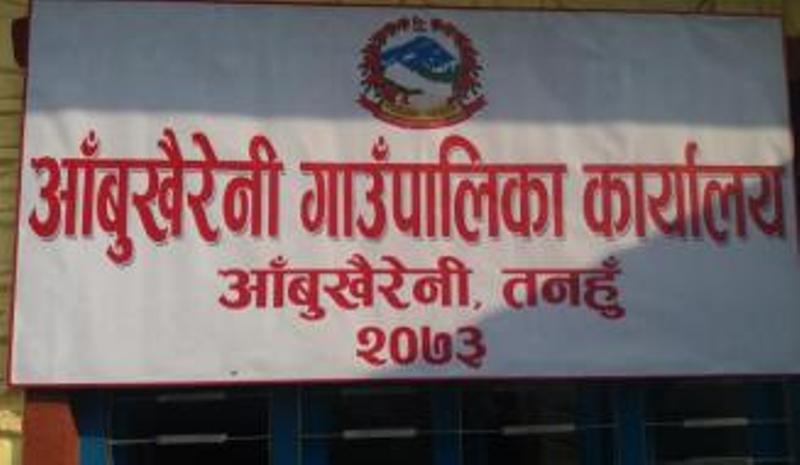 आँबुखैरेनी गाउँपालिका कार्यालय
आँबुखैरेनी, तनहुँ
२०७३